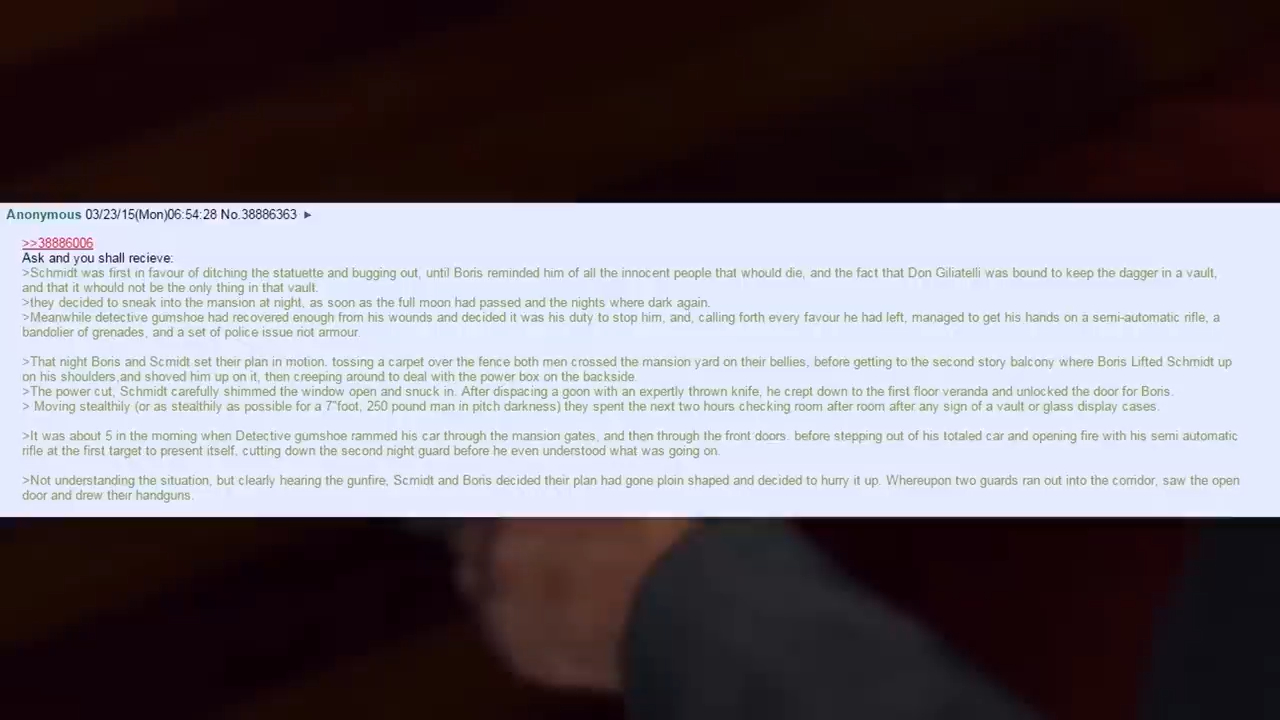 Anonymous 03/23/15(Mon)06:54:28 No.38886363 ▶
>>38886006
Ask and you shall recieve:
>Schmidt was first in favour of ditching the statuette and bugging out, until Boris reminded him of all the innocent people that whould die, and the fact that Don Giliatelli was bound to keep the dagger in a vault,
and that it whould not be the only thing in that vault.
>they decided to sneak into the mansion at night, as soon as the full moon had passed and the nights where dark again.
>Meanwhile detective gumshoe had recovered enough from his wounds and decided it was his duty to stop him, and, calling forth every favour he had left, managed to get his hands on a semi-automatic rifle, a
bandolier of grenades, and a set of police issue riot armour.
>That night Boris and Scmidt set their plan in motion. tossing a carpet over the fence both men crossed the mansion yard on their bellies, before getting to the second story balcony where Boris Lifted Schmidt up
on his shoulders,and shoved him up on it, then creeping around to deal with the power box on the backside.
>The power cut, Schmidt carefully shimmed the window open and snuck in. After dispacing a goon with an expertly thrown knife, he crept down to the first floor veranda and unlocked the door for Boris.
> Moving stealthily (or as stealthily as possible for a 7"foot, 250 pound man in pitch darkness) they spent the next two hours checking room after room after any sign of a vault or glass display cases.
>It was about 5 in the morning when Detective gumshoe rammed his car through the mansion gates, and then through the front doors. before stepping out of his totaled car and opening fire with his semi automatic
rifle at the first target to present itself. cutting down the second night guard before he even understood what was going on.
>Not understanding the situation, but clearly hearing the gunfire, Scmidt and Boris decided their plan had gone ploin shaped and decided to hurry it up. Whereupon two guards ran out into the corridor, saw the open
door and drew their handguns.